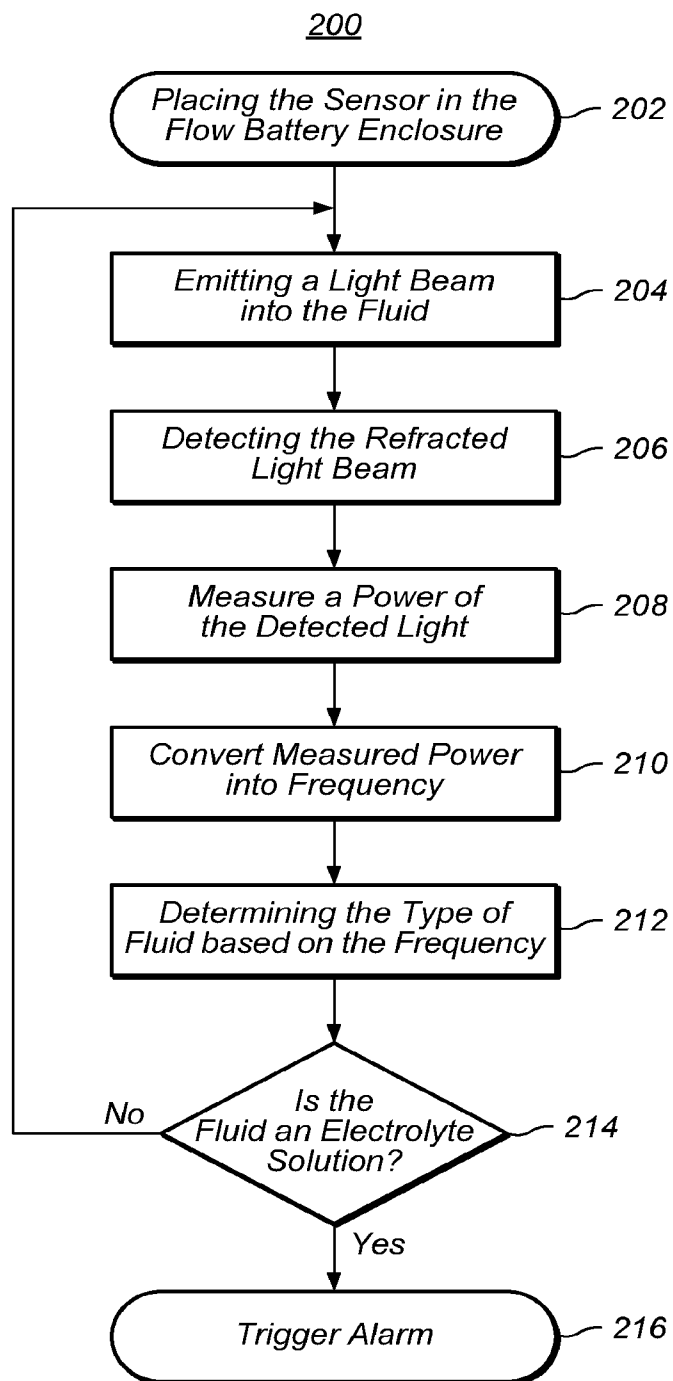 200
Placing the Sensor in the
Flow Battery Enclosure
202
Emitting a Light Beam
into the Fluid
204
Detecting the Refracted
Light Beam
206
Measure a Power of
the Detected Light
208
Convert Measured Power
into Frequency
210
Determining the Type of
Fluid based on the Frequency
212
Is the
Fluid an Electrolyte
Solution?
214
No
Yes
Trigger Alarm
216